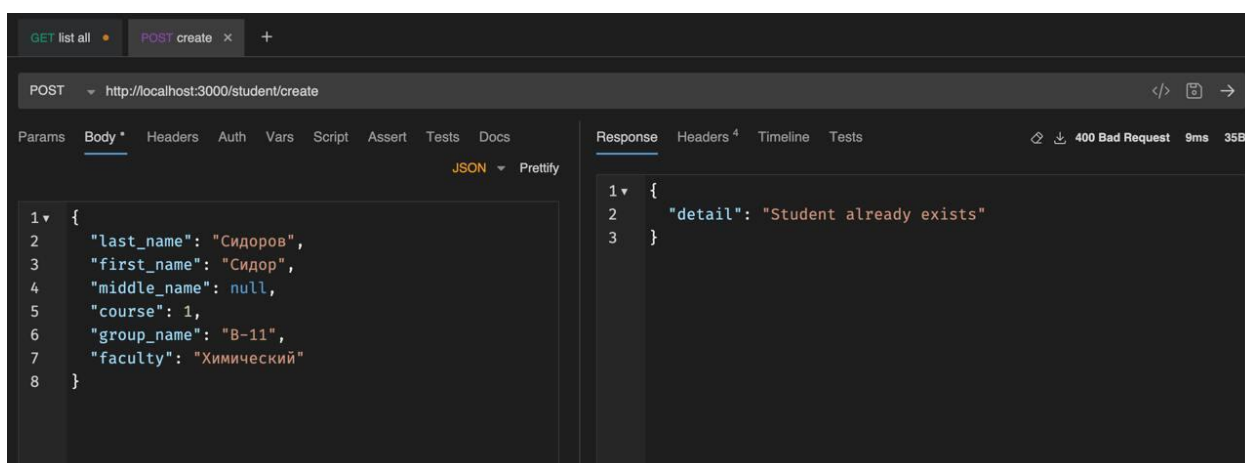 GET list all
POST create × +
POST http://localhost:3000/student/create </>
Params Body * Headers Auth Vars Script Assert Tests Docs
JSON Prettify
1 {
2 "last_name": "Сидоров",
3 "first_name": "Сидор",
4 "middle_name": null,
5 "course": 1,
6 "group_name": "В-11",
7 "faculty": "Химический"
8 }
Response Headers 4 Timeline Tests 400 Bad Request 9ms 35B
1 {
2 "detail": "Student already exists"
3 }